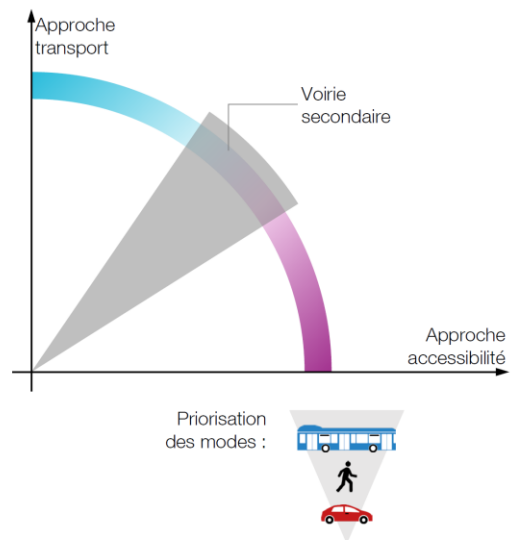 Approche
transport
Voirie
secondaire
Approche
accessibilité
Priorisation
des modes :